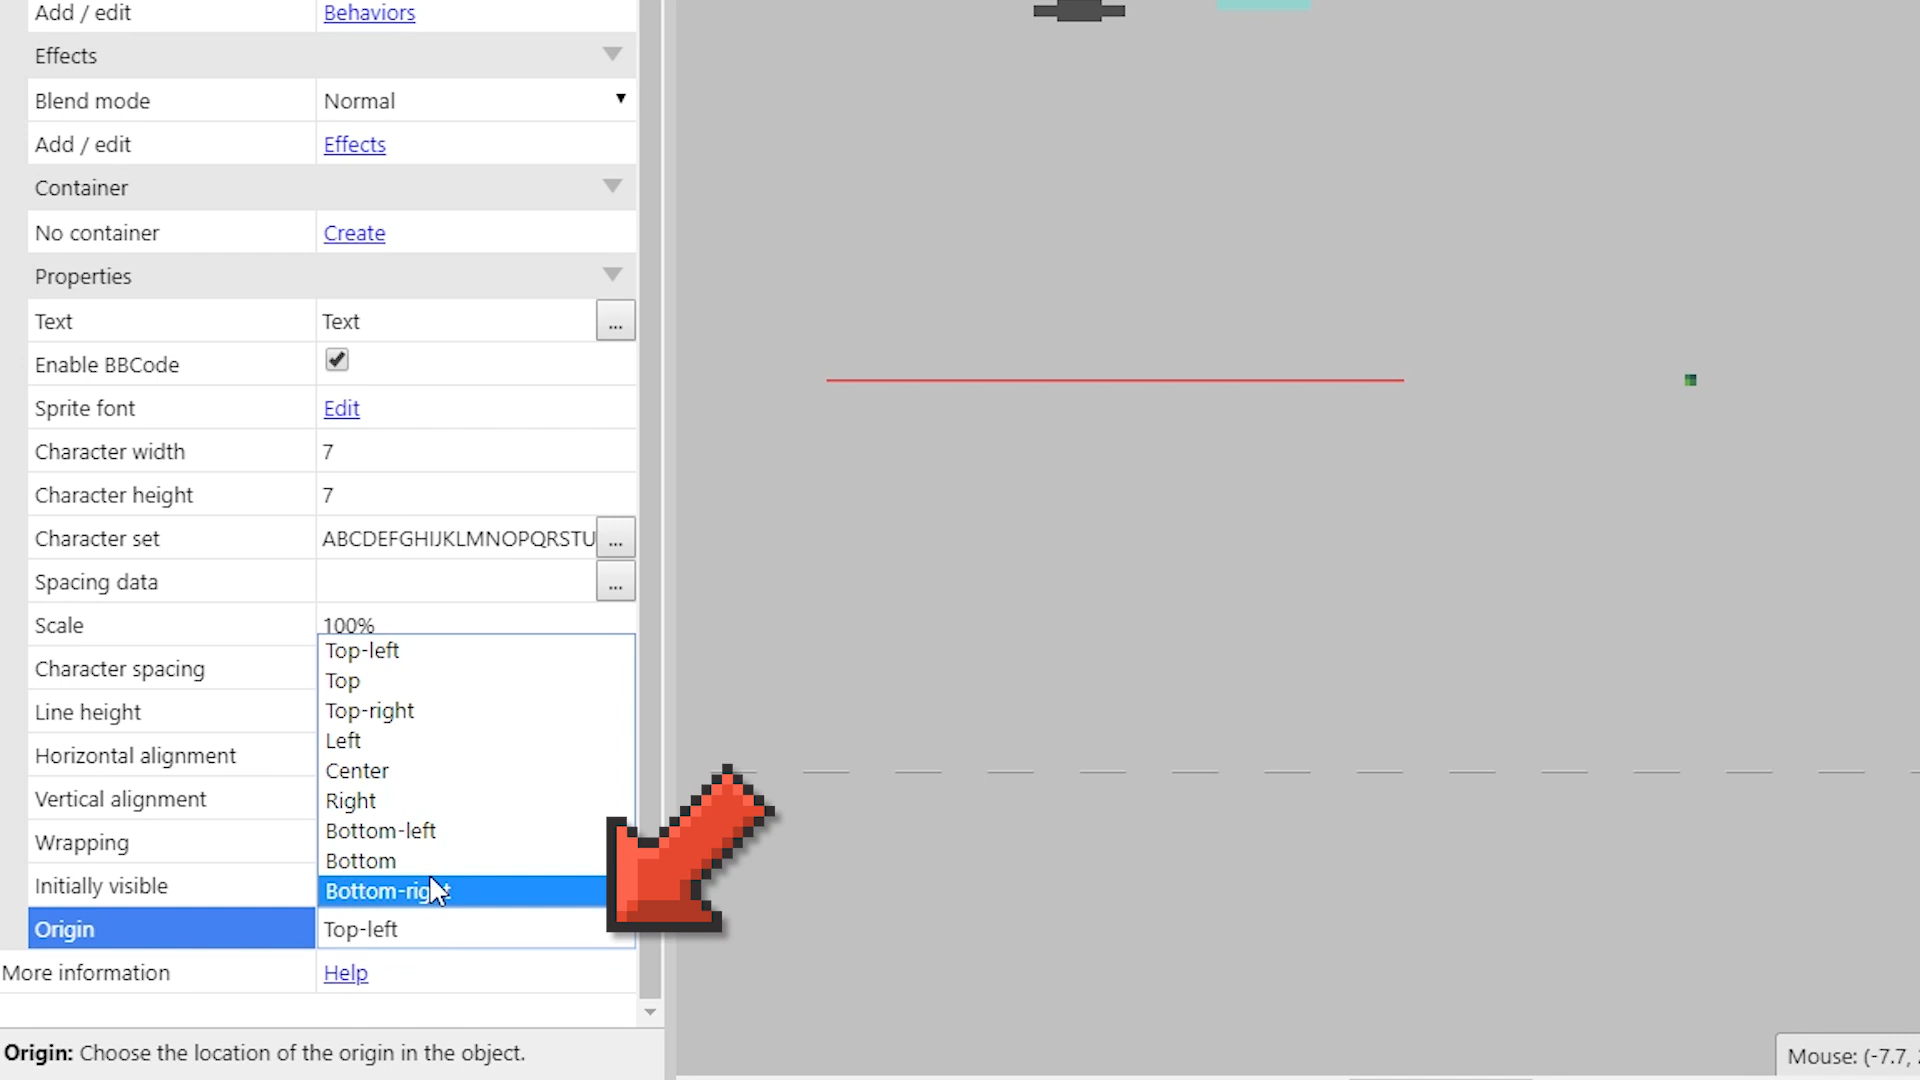 Add / edit Behaviors
Effects
Blend mode Normal
Add / edit Effects
Container
No container Create
Properties
Text Text ...
Enable BBCode
Sprite font Edit
Character width 7
Character height 7
Character set ABCDEFGHIJKLMNOPQRSTU ...
Spacing data ...
Scale 100%
Character spacing
Line height
Horizontal alignment
Vertical alignment
Wrapping
Initially visible
Top-left
Top
Top-right
Left
Center
Right
Bottom-left
Bottom
Bottom-right
Origin Top-left
More information Help
Origin: Choose the location of the origin in the object.
Mouse: (-7.7,